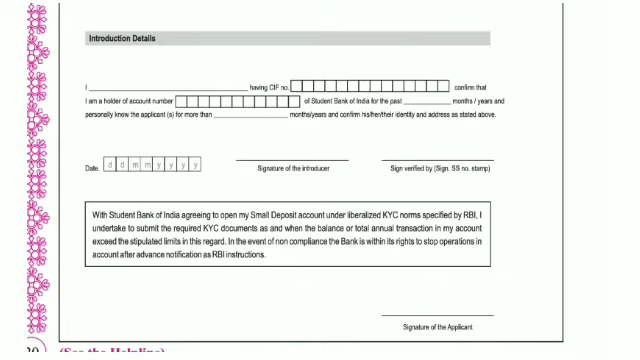 Introduction Details
I ______________ having CIF no. confirm that
I am a holder of account number of Student Bank of India for the past ______________ months / years and
personally know the applicant (s) for more than ______________ months/years and confirm his/her/their identity and address as stated above.
Date. d d m m y y y y
Signature of the introducer Sign verified by (Sign. SS no. stamp)
With Student Bank of India agreeing to open my Small Deposit account under liberalized KYC norms specified by RBI, I
undertake to submit the required KYC documents as and when the balance or total annual transaction in my account
exceed the stipulated limits in this regard. In the event of non compliance the Bank is within its rights to stop operations in
account after advance notification as RBI instructions.
Signature of the Applicant
(See the Helpline)